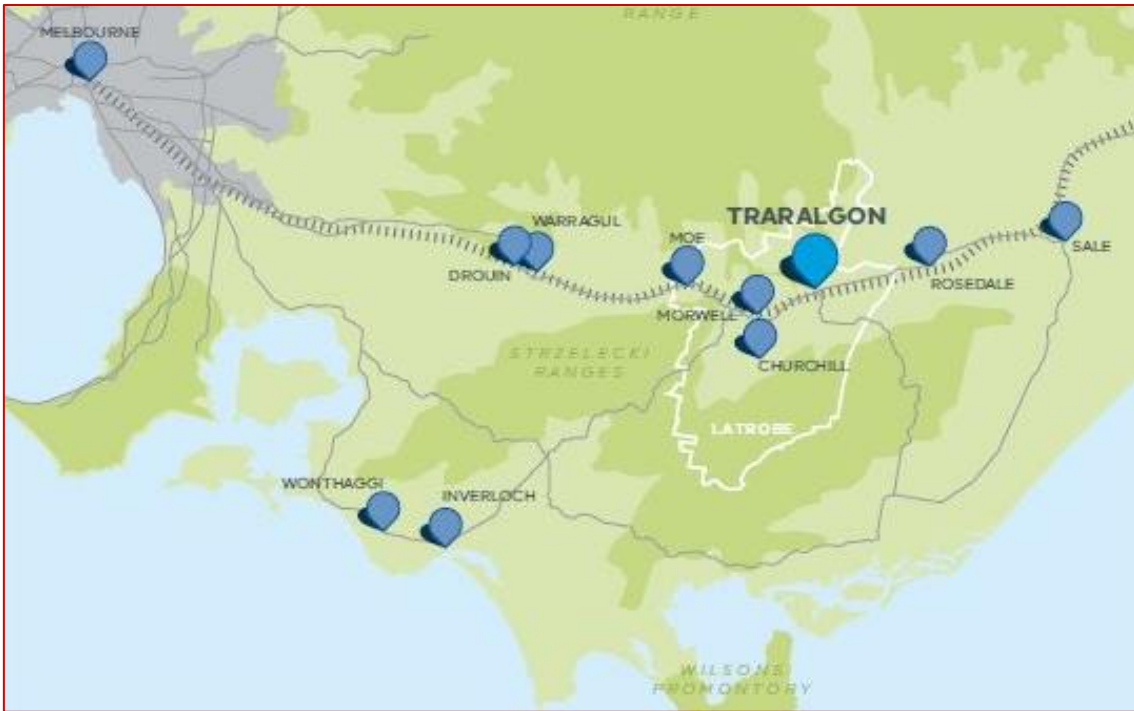 RANGE
MELBOURNE
TRARALGON
WARRAGUL
MOE
DROUIN
SALE
ROSEDALE
MORWELL
STRZELECKI
RANGES
CHURCHILL
LATROBE
WONTHAGGI
INVERLOCH
WILSONS
PROMONTORY